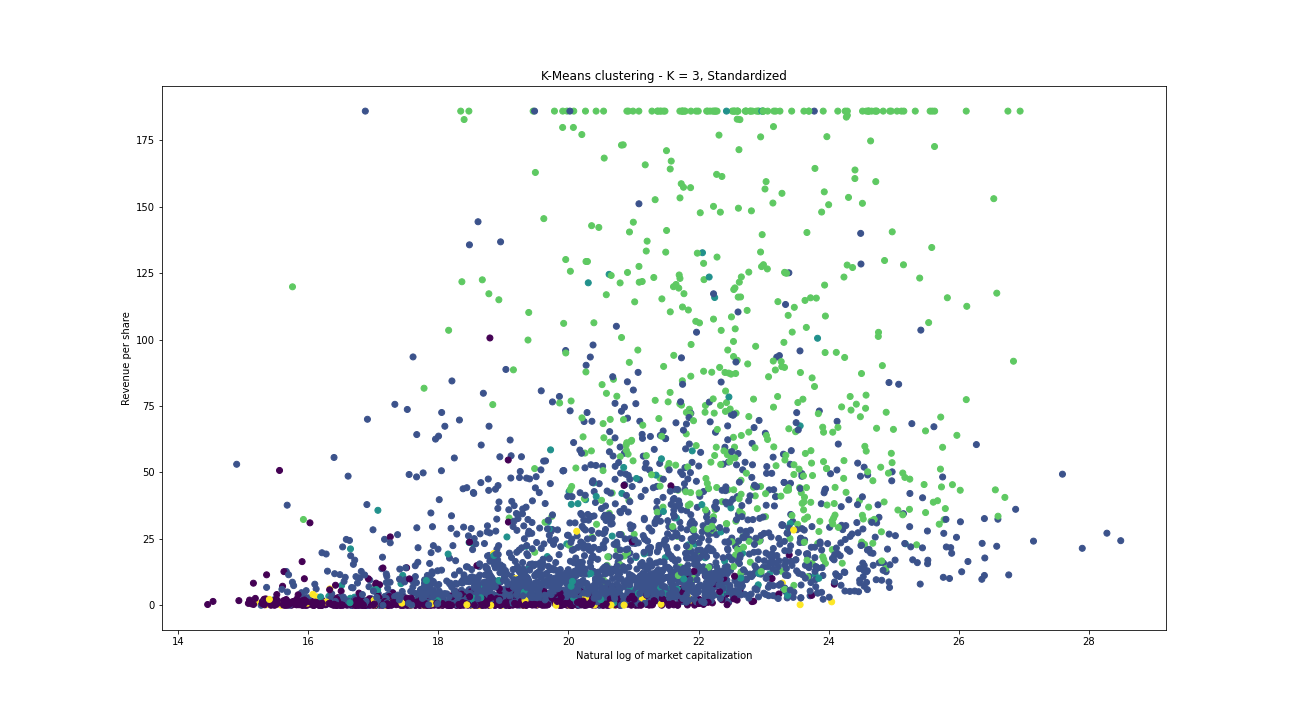 K-Means clustering - K = 3, Standardized
Revenue per share
175
150
125
100
75
50
25
0
14 16 18 20 22 24 26 28
Natural log of market capitalization